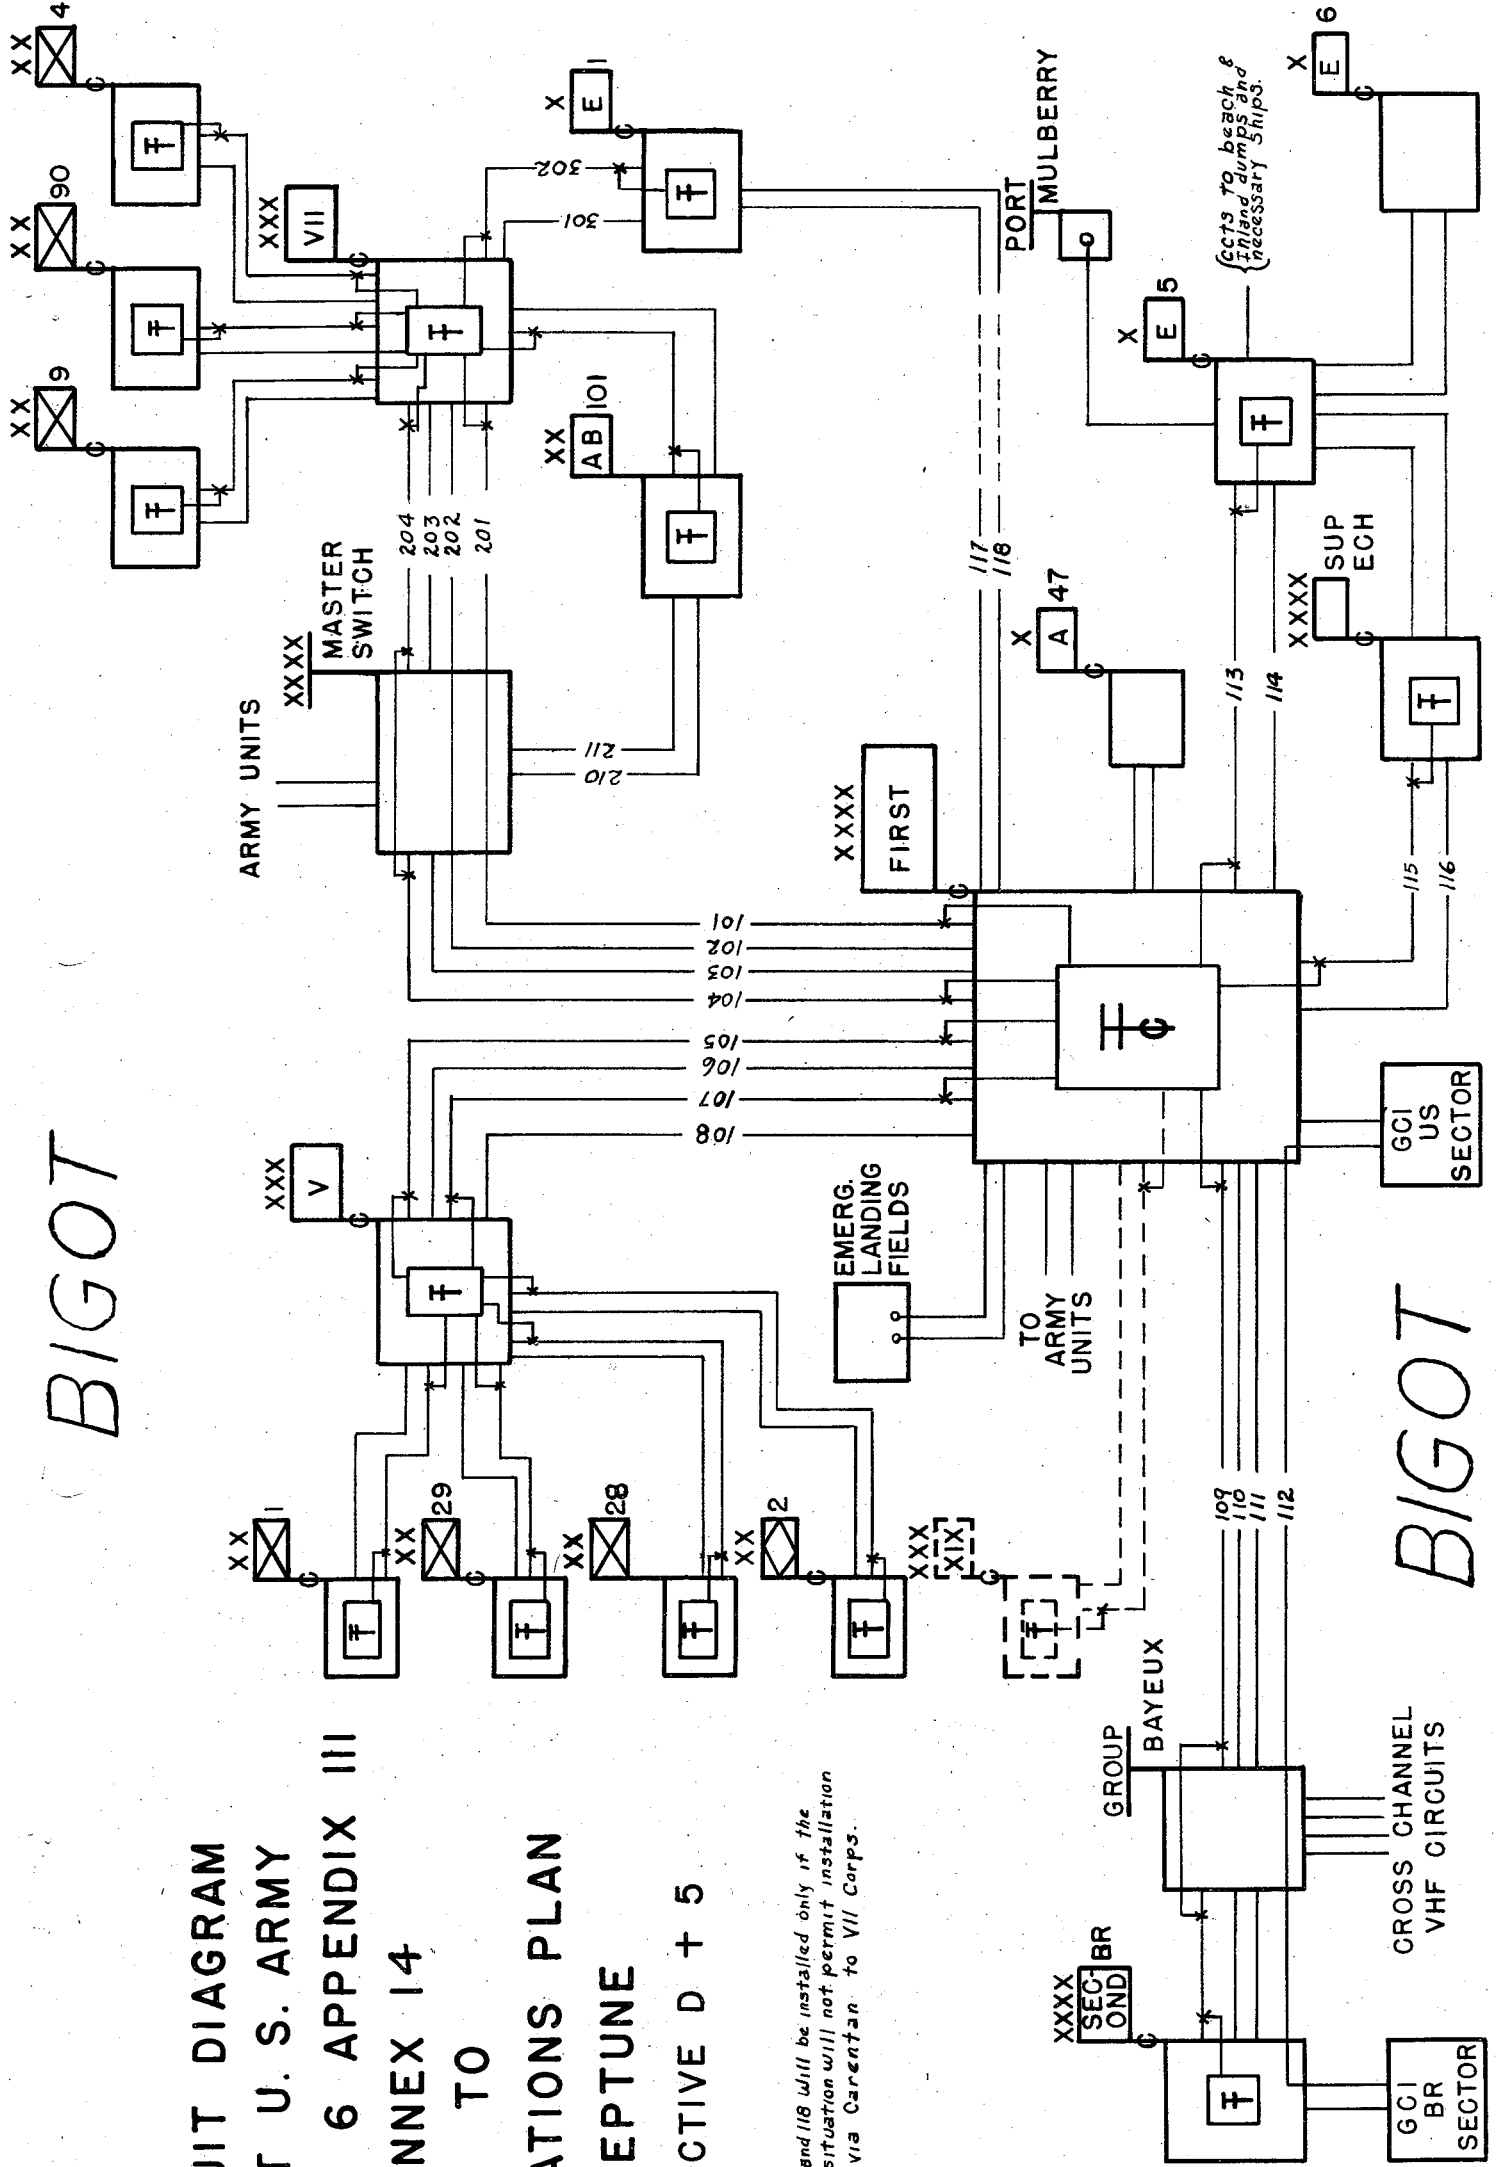 BIGOT
UIT DIAGRAM
T U. S. ARMY
6 APPENDIX III
NNEX 14
TO
ATIONS PLAN
EPTUNE
CTIVE D + 5
and 118 will be installed only if the
situation will not permit installation
via Carentan to VII Corps.
XX
1
XX
29
XX
28
XX
2
XXX
XIX
C
XXX
V
C
ARMY UNITS
XXXX
MASTER
SWITCH
XX
9
XX
90
XX
4
XXX
VII
C
204
203
202
201
211
210
XX
AB 101
X
E 1
301
302
108
107
106
105
104
103
102
101
EMERG.
LANDING
FIELDS
TO
ARMY
UNITS
XXXX
FIRST
C
117
118
X
A 47
C
PORT
MULBERRY
X
E 5
C
{ccts to beach &
inland dumps and
necessary ships.
X
E 6
C
113
114
XXXX
SUP
ECH
C
115
116
GCI
US
SECTOR
109
110
111
112
GROUP
BAYEUX
CROSS CHANNEL
VHF CIRCUITS
XXXX
SEC-
OND
BR
C
GCI
BR
SECTOR
BIGOT